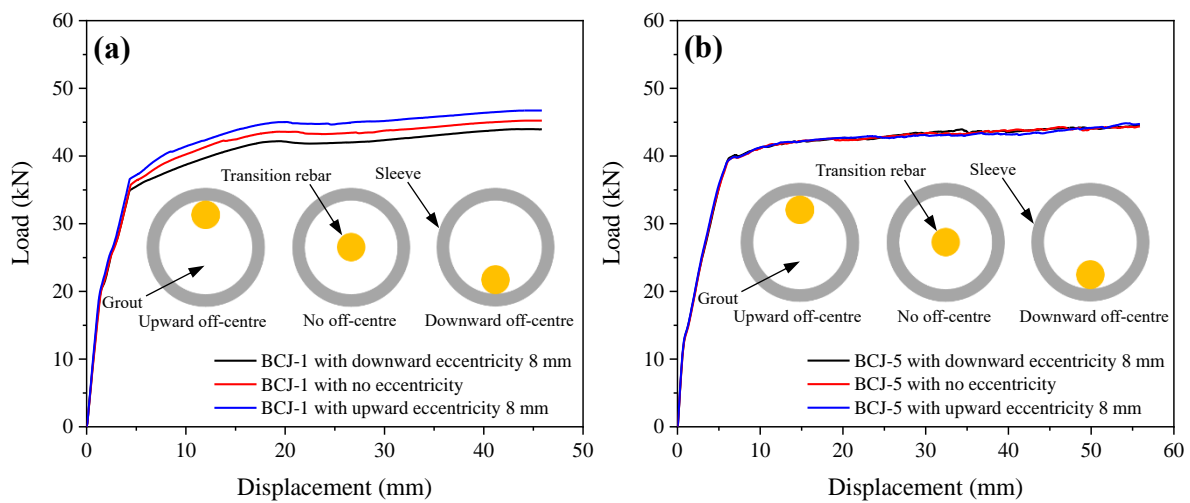 (a)
60
50
40
30
20
10
0
Load (kN)
Transition rebar
Sleeve
Grout
Upward off-centre
No off-centre
Downward off-centre
BCJ-1 with downward eccentricity 8 mm
BCJ-1 with no eccentricity
BCJ-1 with upward eccentricity 8 mm
0 10 20 30 40 50
Displacement (mm)
(b)
60
50
40
30
20
10
0
Load (kN)
Transition rebar
Sleeve
Grout
Upward off-centre
No off-centre
Downward off-centre
BCJ-5 with downward eccentricity 8 mm
BCJ-5 with no eccentricity
BCJ-5 with upward eccentricity 8 mm
0 10 20 30 40 50 60
Displacement (mm)